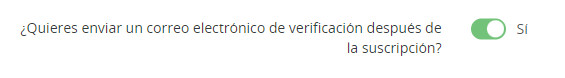 ¿Quieres enviar un correo electrónico de verificación después de
la suscripción?
Sí